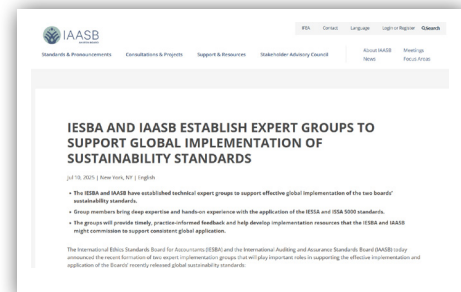 IFEA Contact Language Login or Register Search
IAASB
Standards & Pronouncements Consultations & Projects Support & Resources Stakeholder Advisory Council
About IAASB Meetings
News Focus Areas
IESBA AND IAASB ESTABLISH EXPERT GROUPS TO
SUPPORT GLOBAL IMPLEMENTATION OF
SUSTAINABILITY STANDARDS
Jul 10, 2025 | New York, NY | English
• The IESBA and IAASB have established technical expert groups to support effective global implementation of the two boards'
sustainability standards.
• Group members bring deep expertise and hands-on experience with the application of the IESSA and ISSA 5000 standards.
• The groups will provide timely, practice-informed feedback and help develop implementation resources that the IESBA and IAASB
might commission to support consistent global application.
The International Ethics Standards Board for Accountants (IESBA) and the International Auditing and Assurance Standards Board (IAASB) today
announced the recent formation of two expert implementation groups that will play important roles in supporting the effective implementation and
application of the Boards' recently released global sustainability standards.